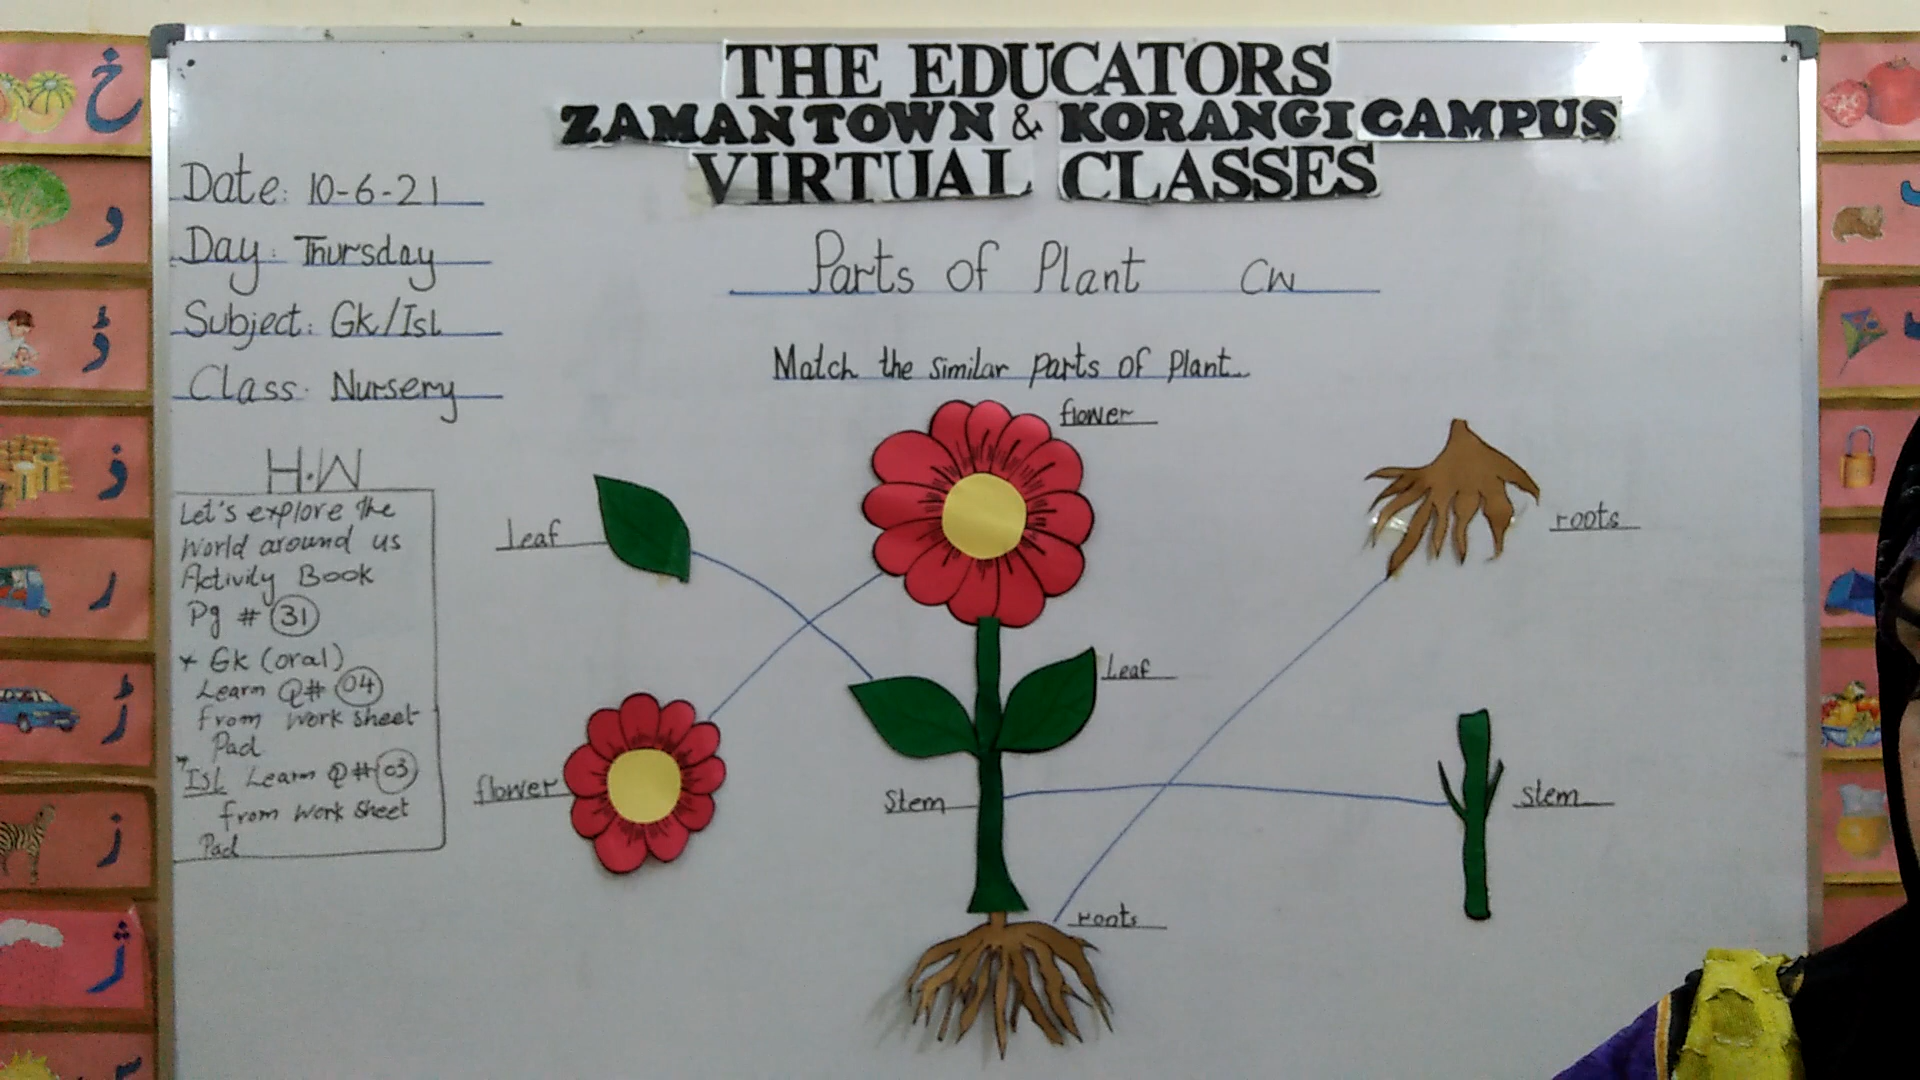 THE EDUCATORS
ZAMAN TOWN & KORANGI CAMPUS
VIRTUAL CLASSES
Date: 10-6-21
Day: Thursday
Subject: Gk/Isl
Class: Nursery
Parts of Plant CW
Match the similar parts of Plant
flower
leaf
roots
Leaf
flower
Stem
stem
roots
H.W
Let's explore the
World around us
Activity Book
Pg # 31
* Gk (oral)
Learn Q# 04
from work sheet
Pad
* Isl Learn Q# 03
from work sheet
Pad
خ
د
ڈ
ذ
ر
ڑ
ز
ژ